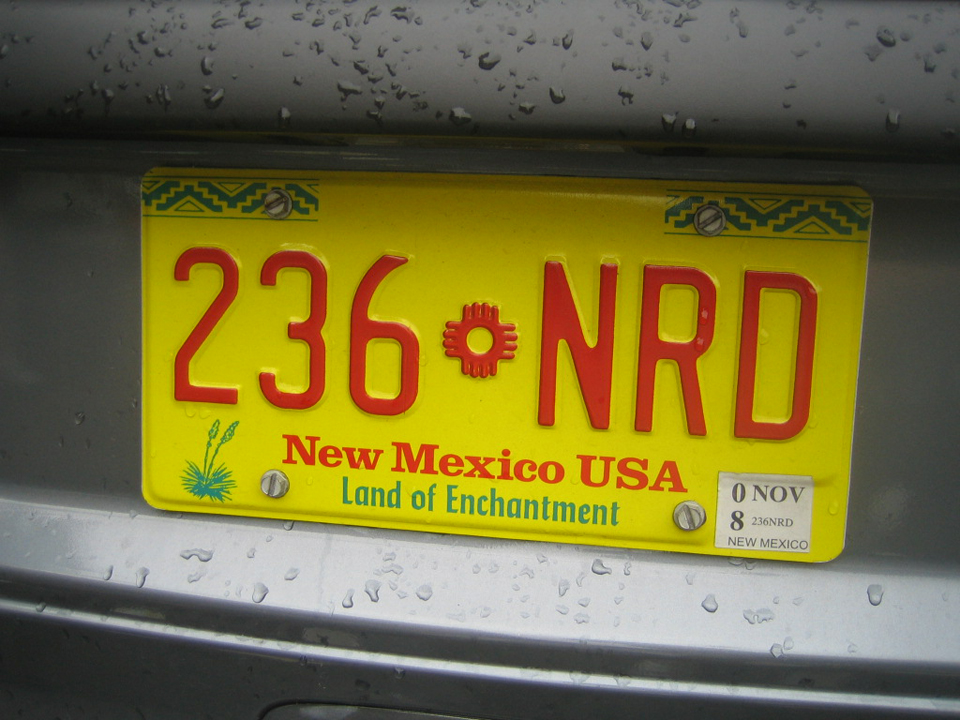 236 NRD
New Mexico USA
Land of Enchantment
0 NOV
8 236NRD
NEW MEXICO